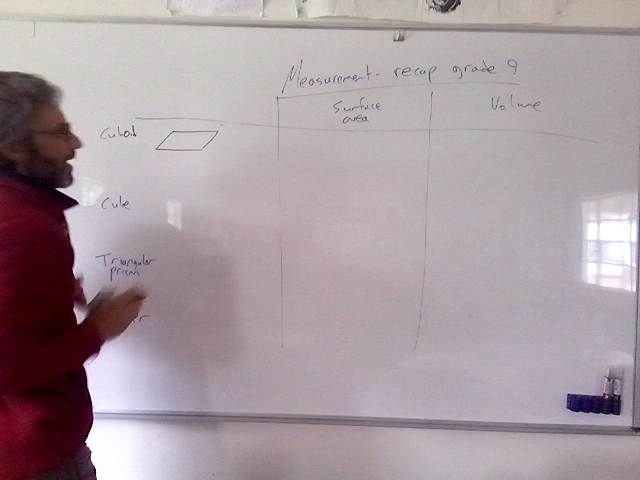 Measurement - recap grade 9
Surface
area
Volume
Cuboid
Cube
Triangular
prism